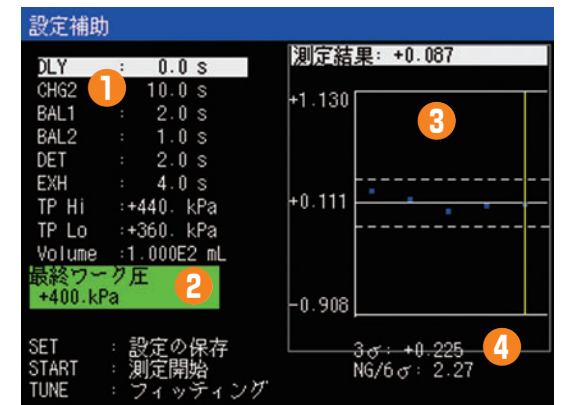 設定補助
DLY : 0.0 s
CHG2 10.0 s
BAL1 : 2.0 s
BAL2 : 1.0 s
DET : 2.0 s
EXH : 4.0 s
TP Hi :+440. kPa
TP Lo :+360. kPa
Volume :1.000E2 mL
1
最終ワーク圧
+400.kPa
2
SET : 設定の保存
START : 測定開始
TUNE : フィッティング
測定結果: +0.087
+1.130
3
+0.111
-0.908
3σ: +0.225
NG/6σ: 2.27
4